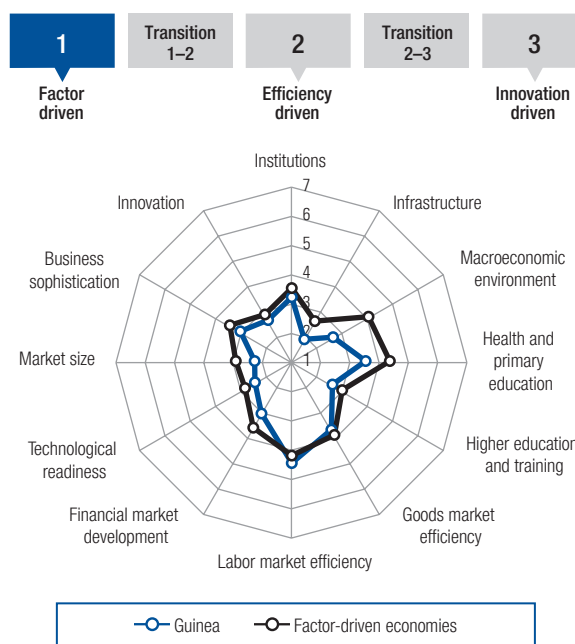 1
Transition
1–2
2
Transition
2–3
3
Factor
driven
Efficiency
driven
Innovation
driven
Institutions
7
Innovation
Infrastructure
6
5
Business
sophistication
Macroeconomic
environment
4
3
2
Market size
1
Health and
primary
education
Technological
readiness
Higher education
and training
Financial market
development
Goods market
efficiency
Labor market efficiency
Guinea
Factor-driven economies